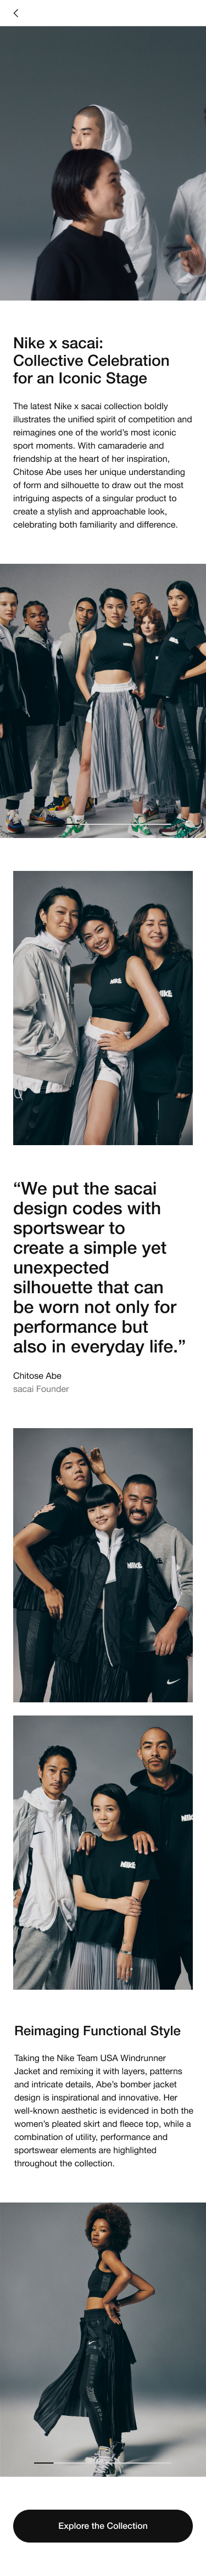 Nike x sacai:
Collective Celebration
for an Iconic Stage
The latest Nike x sacai collection boldly
illustrates the unified spirit of competition and
reimagines one of the world's most iconic
sport moments. With camaraderie and
friendship at the heart of her inspiration,
Chitose Abe uses her unique understanding
of form and silhouette to draw out the most
intriguing aspects of a singular product to
create a stylish and approachable look,
celebrating both familiarity and difference.
NIKE
NIKE
“We put the sacai
design codes with
sportswear to
create a simple yet
unexpected
silhouette that can
be worn not only for
performance but
also in everyday life.”
Chitose Abe
sacai Founder
NIKE
NIKE
NIKE
Reimaging Functional Style
Taking the Nike Team USA Windrunner
Jacket and remixing it with layers, patterns
and intricate details, Abe's bomber jacket
design is inspirational and innovative. Her
well-known aesthetic is evidenced in both the
women's pleated skirt and fleece top, while a
combination of utility, performance and
sportswear elements are highlighted
throughout the collection.
Explore the Collection